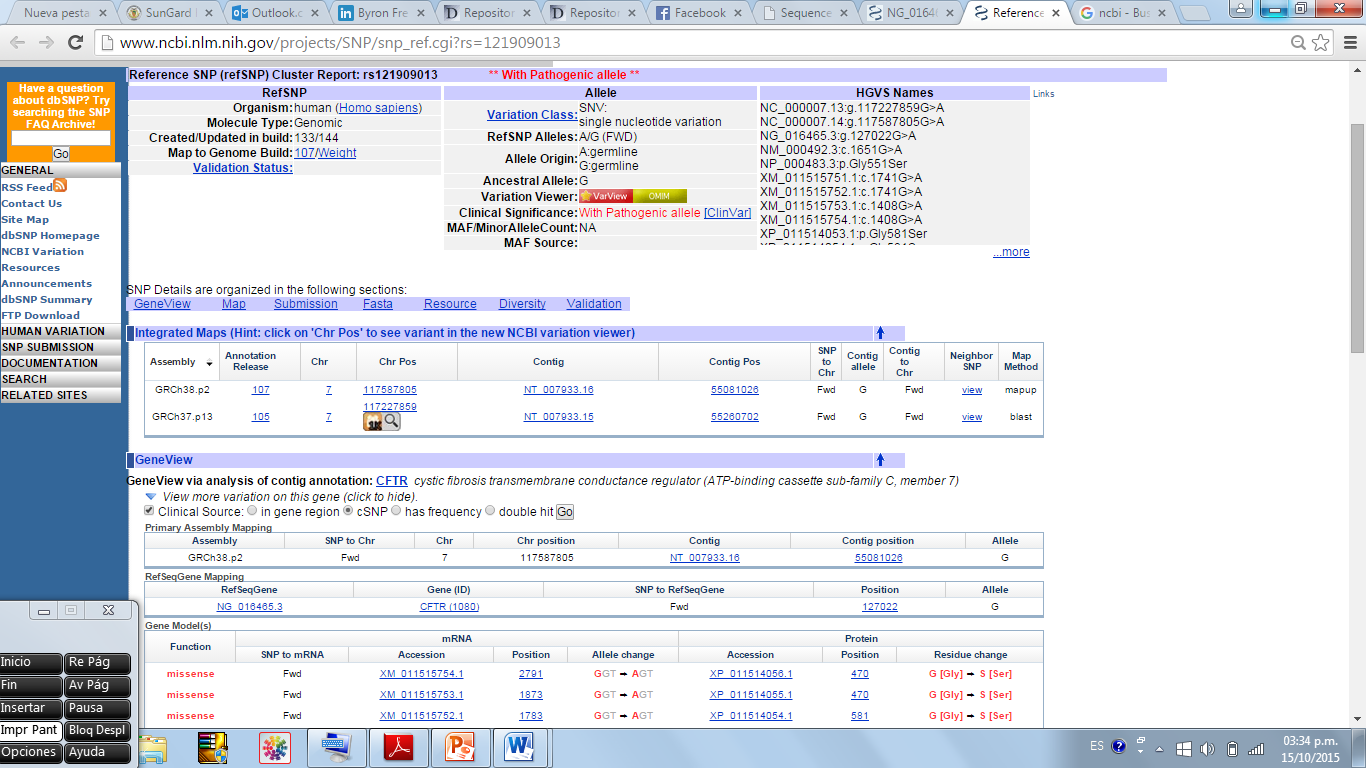 Nueva pesta
SunGard
Outlook.c
Byron Fre
Repositor
Repositor
Facebook
Sequence
NG_0164
Reference
ncbi - Bus
www.ncbi.nlm.nih.gov/projects/SNP/snp_ref.cgi?rs=121909013
Have a question
about dbSNP? Try
searching the SNP
FAQ Archive!
Go
GENERAL
RSS Feed
Contact Us
Site Map
dbSNP Homepage
NCBI Variation
Resources
Announcements
dbSNP Summary
FTP Download
HUMAN VARIATION
SNP SUBMISSION
DOCUMENTATION
SEARCH
RELATED SITES
Reference SNP (refSNP) Cluster Report: rs121909013 ** With Pathogenic allele **
RefSNP
Organism: human (Homo sapiens)
Molecule Type: Genomic
Created/Updated in build: 133/144
Map to Genome Build: 107/Weight
Validation Status:
Allele
Variation Class: SNV:
single nucleotide variation
RefSNP Alleles: A/G (FWD)
Allele Origin: A:germline
G:germline
Ancestral Allele: G
Variation Viewer: VarView OMIM
Clinical Significance: With Pathogenic allele [ClinVar]
MAF/MinorAlleleCount: NA
MAF Source:
HGVS Names
NC_000007.13:g.117227859G>A
NC_000007.14:g.117587805G>A
NG_016465.3:g.127022G>A
NM_000492.3:c.1651G>A
NP_000483.3:p.Gly551Ser
XM_011515751.1:c.1741G>A
XM_011515752.1:c.1741G>A
XM_011515753.1:c.1408G>A
XM_011515754.1:c.1408G>A
XP_011514053.1:p.Gly581Ser
...more
Links
SNP Details are organized in the following sections:
GeneView Map Submission Fasta Resource Diversity Validation
Integrated Maps (Hint: click on 'Chr Pos' to see variant in the new NCBI variation viewer)
Assembly Annotation Release Chr Chr Pos Contig Contig Pos SNP to Chr Contig allele Contig to Chr Neighbor SNP Map Method
GRCh38.p2 107 7 117587805 NT_007933.16 55081026 Fwd G Fwd view mapup
GRCh37.p13 105 7 117227859 NT_007933.15 55260702 Fwd G Fwd view blast
1K
GeneView
GeneView via analysis of contig annotation: CFTR cystic fibrosis transmembrane conductance regulator (ATP-binding cassette sub-family C, member 7)
View more variation on this gene (click to hide).
Clinical Source: in gene region cSNP has frequency double hit Go
Primary Assembly Mapping
Assembly SNP to Chr Chr Chr position Contig Contig position Allele
GRCh38.p2 Fwd 7 117587805 NT_007933.16 55081026 G
RefSeqGene Mapping
RefSeqGene Gene (ID) SNP to RefSeqGene Position Allele
NG_016465.3 CFTR (1080) Fwd 127022 G
Gene Model(s)
Function mRNA Protein
SNP to mRNA Accession Position Allele change Accession Position Residue change
missense Fwd XM_011515754.1 2791 GGT ➡ AGT XP_011514056.1 470 G [Gly] ➡ S [Ser]
missense Fwd XM_011515753.1 1873 GGT ➡ AGT XP_011514055.1 470 G [Gly] ➡ S [Ser]
missense Fwd XM_011515752.1 1783 GGT ➡ AGT XP_011514054.1 581 G [Gly] ➡ S [Ser]
Inicio Re Pág
Fin Av Pág
Insertar Pausa
Impr Pant Bloq Despl
Opciones Ayuda
ES
03:34 p.m.
15/10/2015